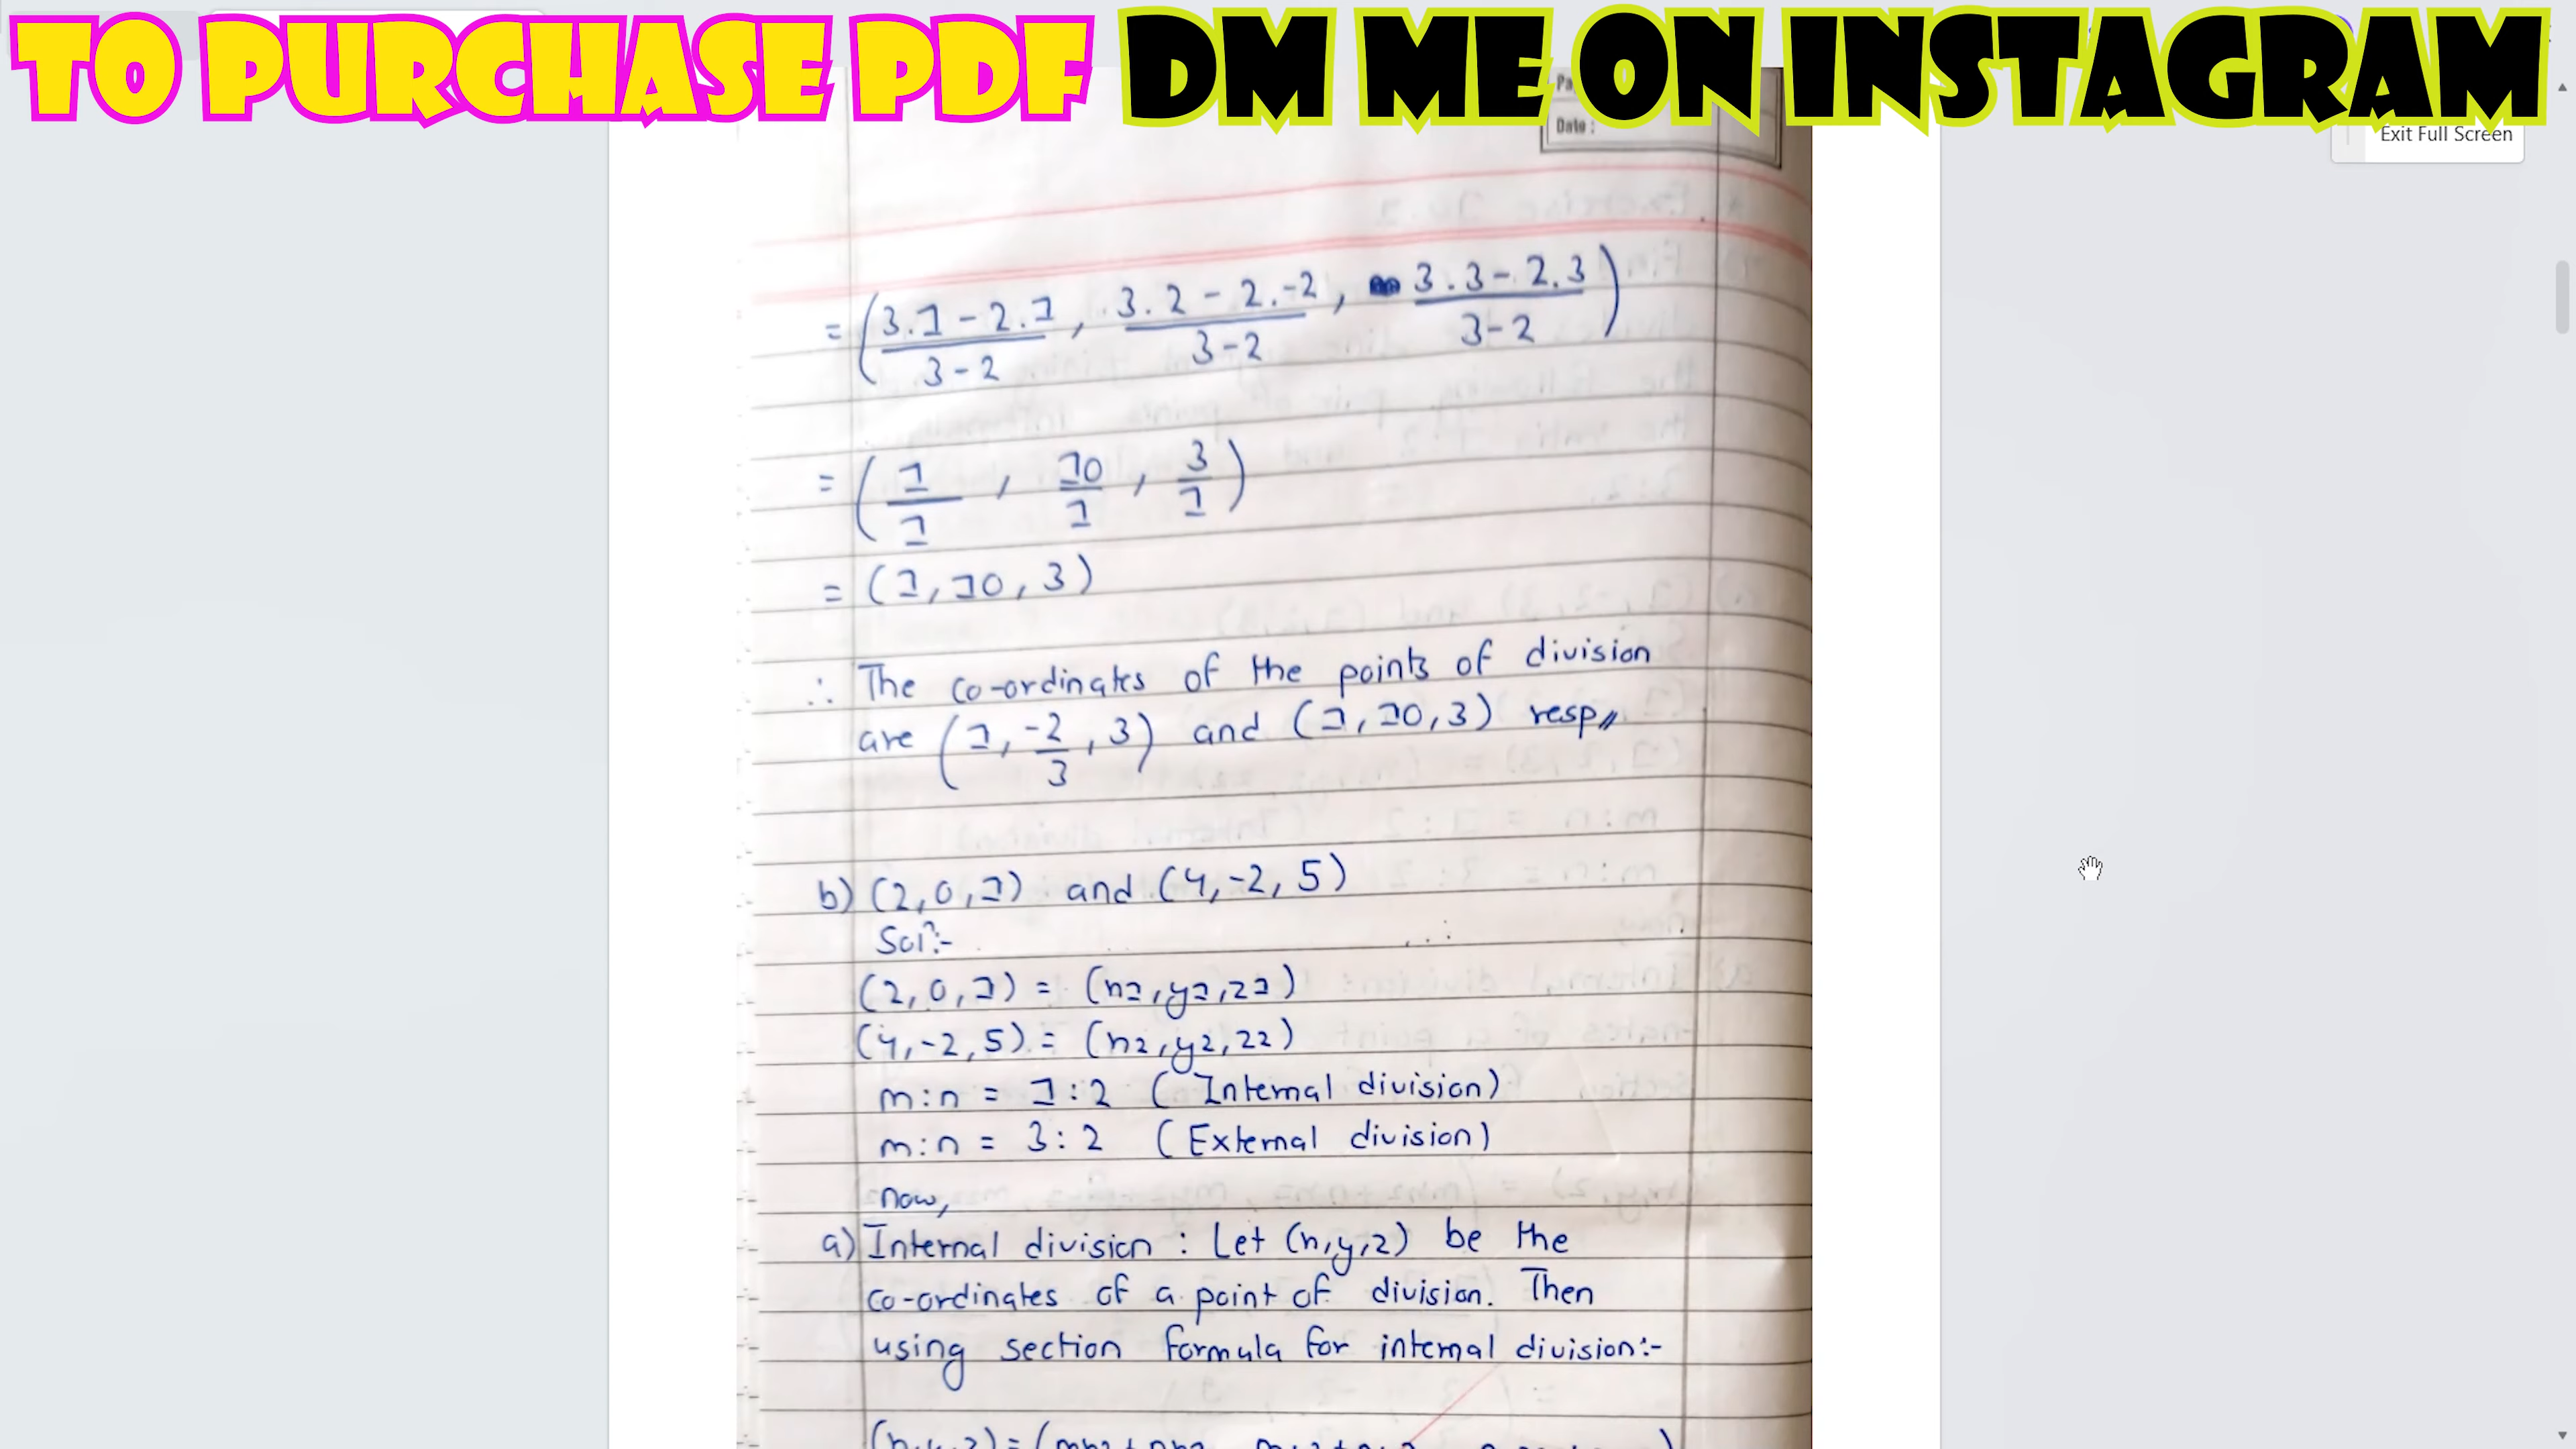 TO PURCHASE PDF DM ME ON INSTAGRAM
Date :
Exit Full Screen
= (3.1 - 2.1 / 3-2 , 3.2 - 2.-2 / 3-2 , 3.3 - 2.3 / 3-2)
= (1/1 , 10/1 , 3/1)
= (1, 10, 3)
∴ The co-ordinates of the points of division
are (1, -2/3, 3) and (1, 10, 3) resp//
b) (2, 0, 1) and (4, -2, 5)
Sol^n:-
(2, 0, 1) = (x1, y1, z1)
(4, -2, 5) = (x2, y2, z2)
m:n = 1:2 (Internal division)
m:n = 3:2 (External division)
now,
a) Internal division : Let (x, y, z) be the
co-ordinates of a point of division. Then
using section formula for internal division:-